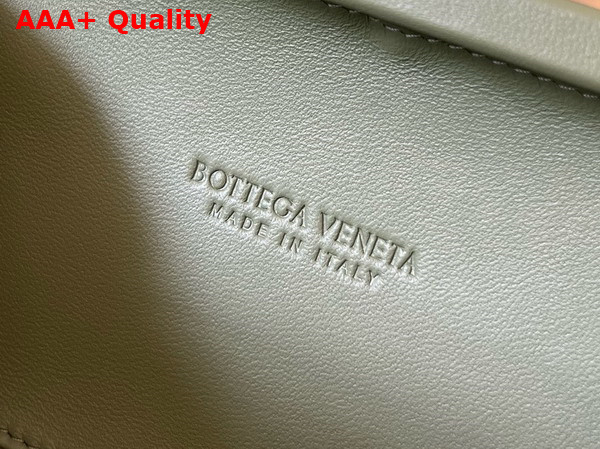 AAA+ Quality
BOTTEGA VENETA
MADE IN ITALY